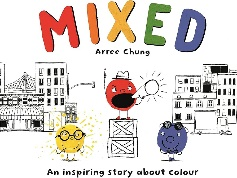 MIXED
Arree Chung
An inspiring story about colour